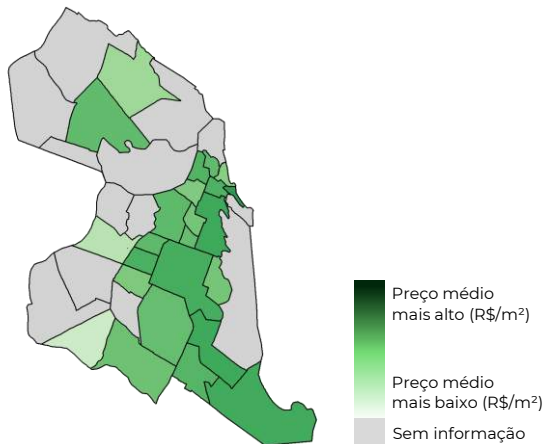 Preço médio
mais alto (R$/m²)
Preço médio
mais baixo (R$/m²)
Sem informação